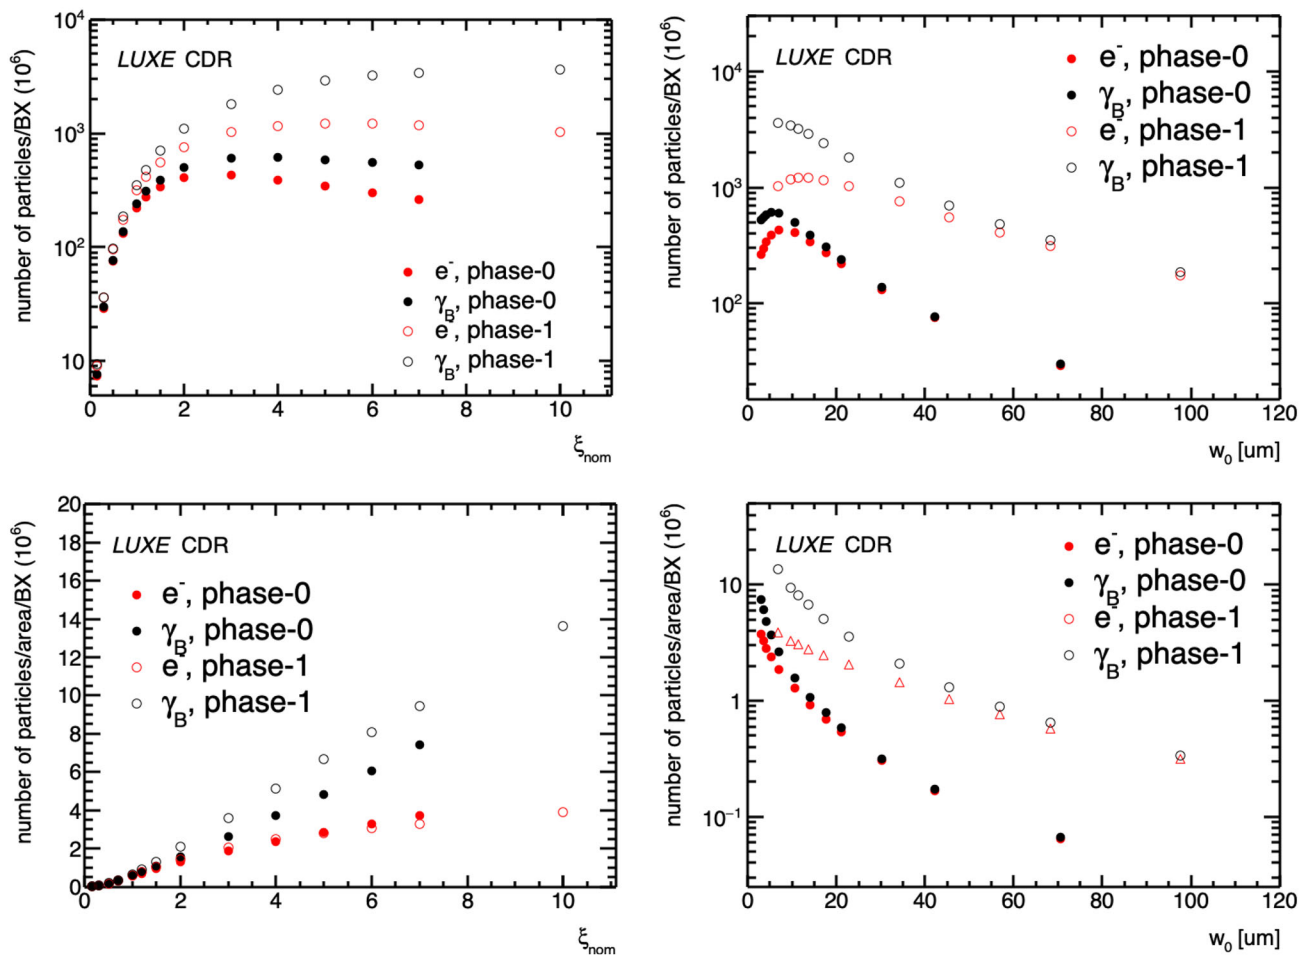 number of particles/BX (10⁶)
10⁴
10³
10²
10
LUXE CDR
e⁻, phase-0
γ_B, phase-0
e⁻, phase-1
γ_B, phase-1
0 2 4 6 8 10
ξ_nom
number of particles/BX (10⁶)
10⁴
10³
10²
LUXE CDR
e⁻, phase-0
γ_B, phase-0
e⁻, phase-1
γ_B, phase-1
0 20 40 60 80 100 120
w₀ [um]
number of particles/area/BX (10⁶)
20
18
16
14
12
10
8
6
4
2
0
LUXE CDR
e⁻, phase-0
γ_B, phase-0
e⁻, phase-1
γ_B, phase-1
0 2 4 6 8 10
ξ_nom
number of particles/area/BX (10⁶)
10
1
10⁻¹
LUXE CDR
e⁻, phase-0
γ_B, phase-0
e⁻, phase-1
γ_B, phase-1
0 20 40 60 80 100 120
w₀ [um]